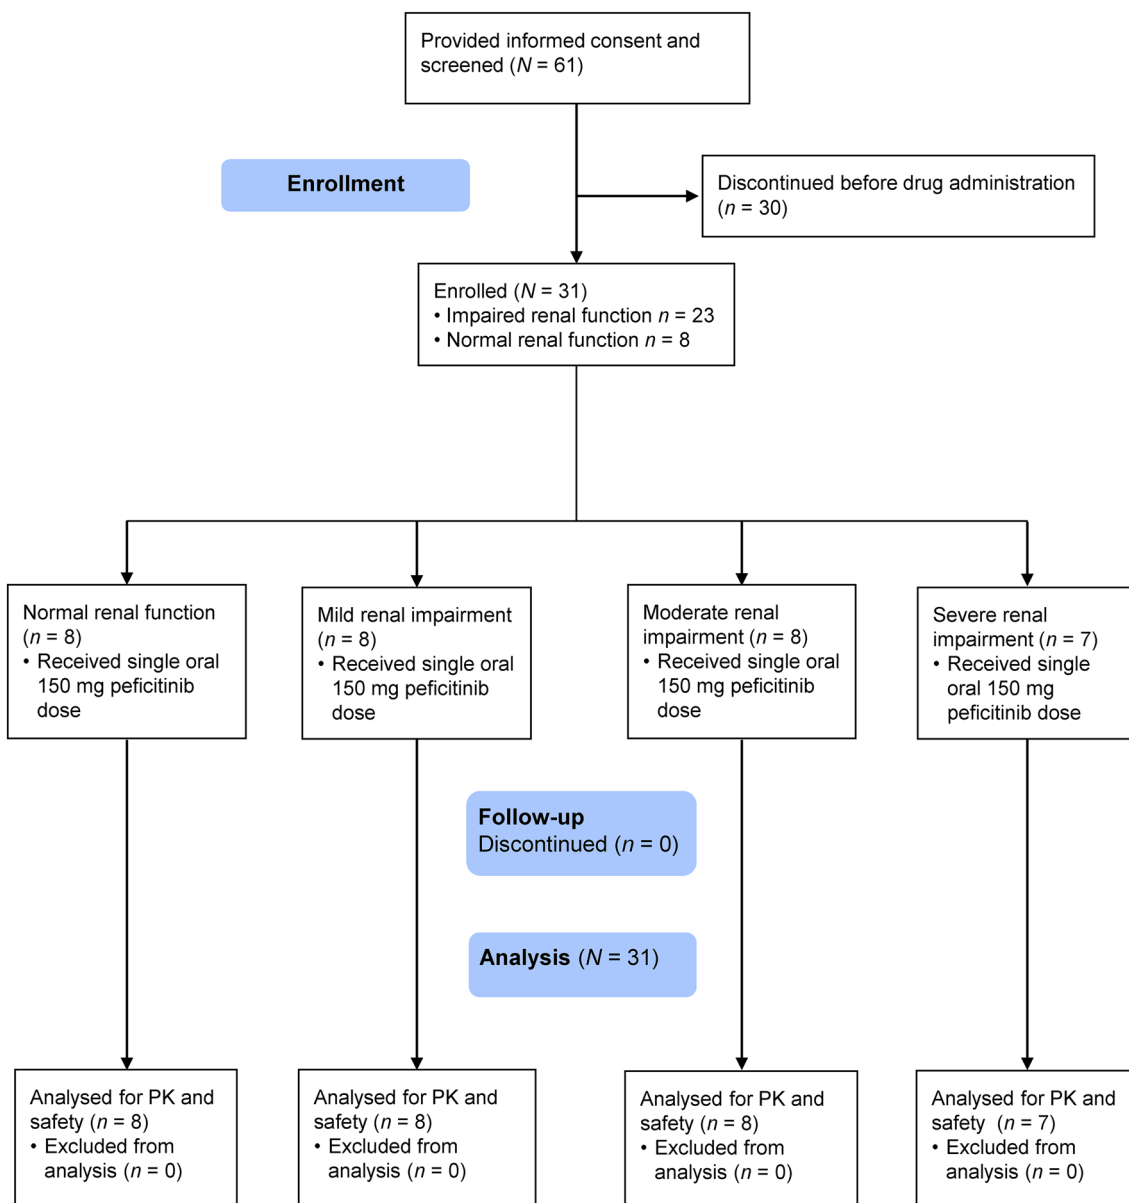 Provided informed consent and
screened (N = 61)
Enrollment
Discontinued before drug administration
(n = 30)
Enrolled (N = 31)
• Impaired renal function n = 23
• Normal renal function n = 8
Normal renal function
(n = 8)
• Received single oral
150 mg peficitinib
dose
Mild renal impairment
(n = 8)
• Received single oral
150 mg peficitinib
dose
Moderate renal
impairment (n = 8)
• Received single oral
150 mg peficitinib
dose
Severe renal
impairment (n = 7)
• Received single
oral 150 mg
peficitinib dose
Follow-up
Discontinued (n = 0)
Analysis (N = 31)
Analysed for PK and
safety (n = 8)
• Excluded from
analysis (n = 0)
Analysed for PK and
safety (n = 8)
• Excluded from
analysis (n = 0)
Analysed for PK and
safety (n = 8)
• Excluded from
analysis (n = 0)
Analysed for PK and
safety (n = 7)
• Excluded from
analysis (n = 0)